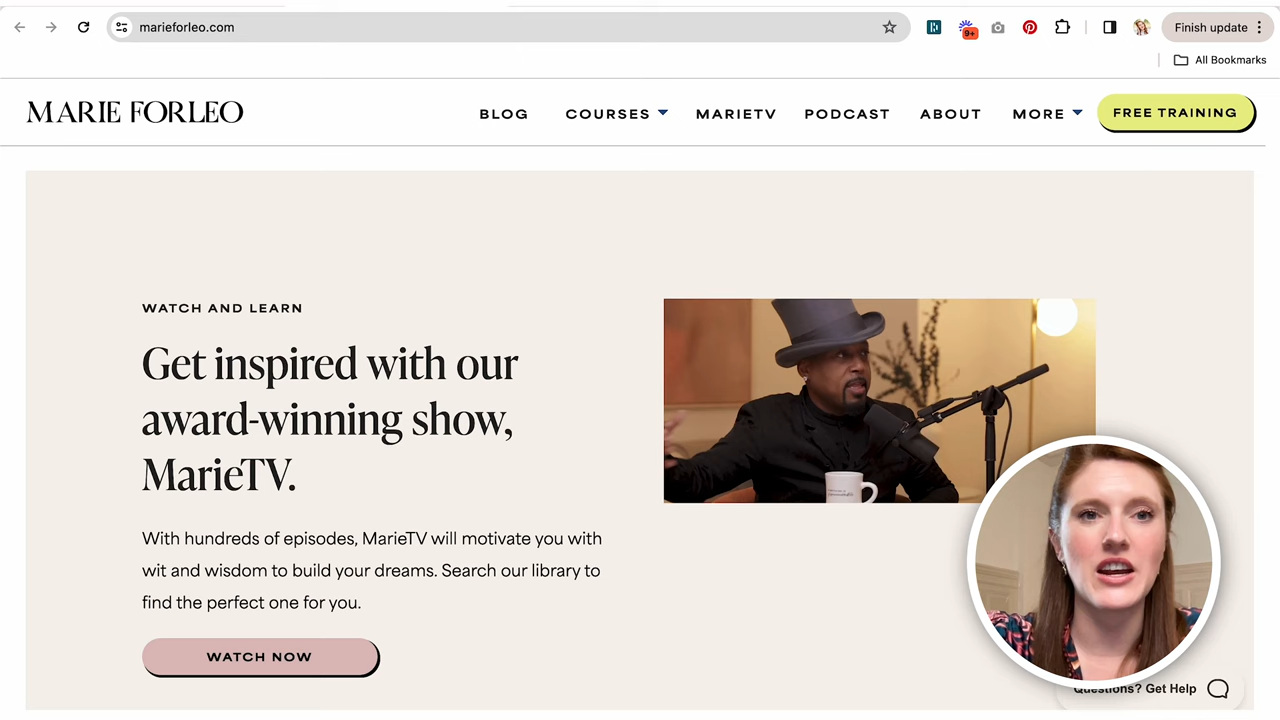 marieforleo.com
9+
Finish update
All Bookmarks
MARIE FORLEO
BLOG
COURSES
MARIETV
PODCAST
ABOUT
MORE
FREE TRAINING
WATCH AND LEARN
Get inspired with our
award-winning show,
MarieTV.
With hundreds of episodes, MarieTV will motivate you with
wit and wisdom to build your dreams. Search our library to
find the perfect one for you.
WATCH NOW
Questions? Get Help